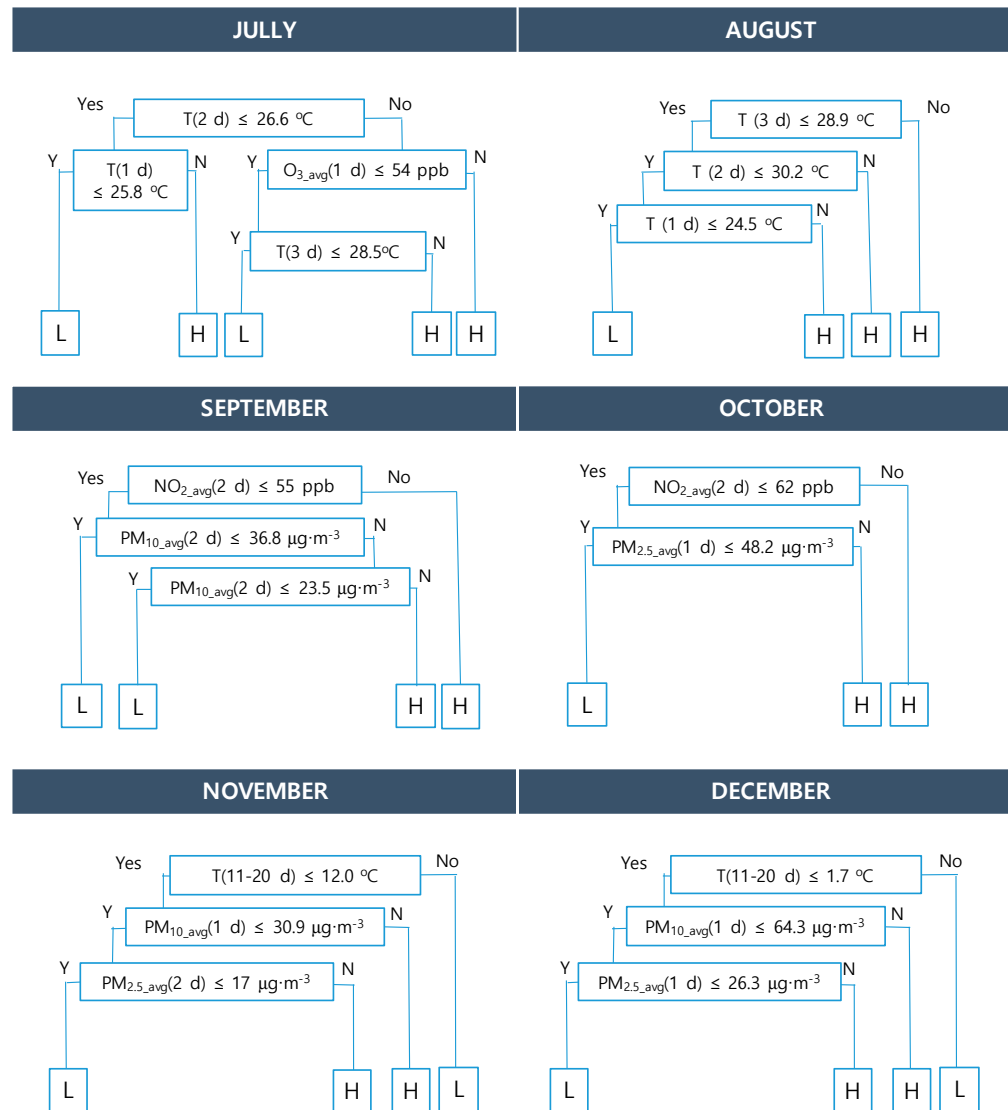 JULLY
AUGUST
Yes
No
T(2 d) ≤ 26.6 ºC
Y
N
T(1 d)
≤ 25.8 ºC
Y
N
O3_avg(1 d) ≤ 54 ppb
Y
N
T(3 d) ≤ 28.5ºC
L
H
L
H
H
Yes
No
T (3 d) ≤ 28.9 ºC
Y
N
T (2 d) ≤ 30.2 ºC
Y
N
T (1 d) ≤ 24.5 ºC
L
H
H
H
SEPTEMBER
OCTOBER
Yes
No
NO2_avg(2 d) ≤ 55 ppb
Y
N
PM10_avg(2 d) ≤ 36.8 µg·m-3
Y
N
PM10_avg(2 d) ≤ 23.5 µg·m-3
L
L
H
H
Yes
No
NO2_avg(2 d) ≤ 62 ppb
Y
N
PM2.5_avg(1 d) ≤ 48.2 µg·m-3
L
H
H
NOVEMBER
DECEMBER
Yes
No
T(11-20 d) ≤ 12.0 ºC
Y
N
PM10_avg(1 d) ≤ 30.9 µg·m-3
Y
N
PM2.5_avg(2 d) ≤ 17 µg·m-3
L
H
H
L
Yes
No
T(11-20 d) ≤ 1.7 ºC
Y
N
PM10_avg(1 d) ≤ 64.3 µg·m-3
Y
N
PM2.5_avg(1 d) ≤ 26.3 µg·m-3
L
H
H
L